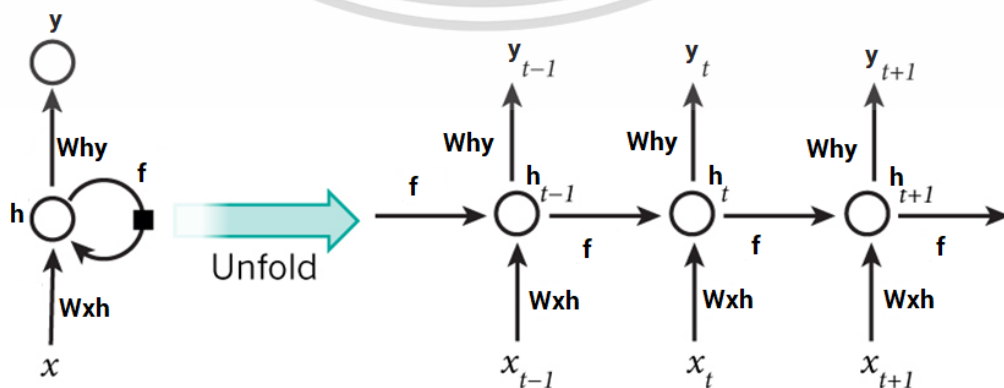 y
Why
f
h
Wxh
x
Unfold
f
y t-1
Why
h t-1
f
Wxh
x t-1
y t
Why
h t
f
Wxh
x t
y t+1
Why
h t+1
f
Wxh
x t+1